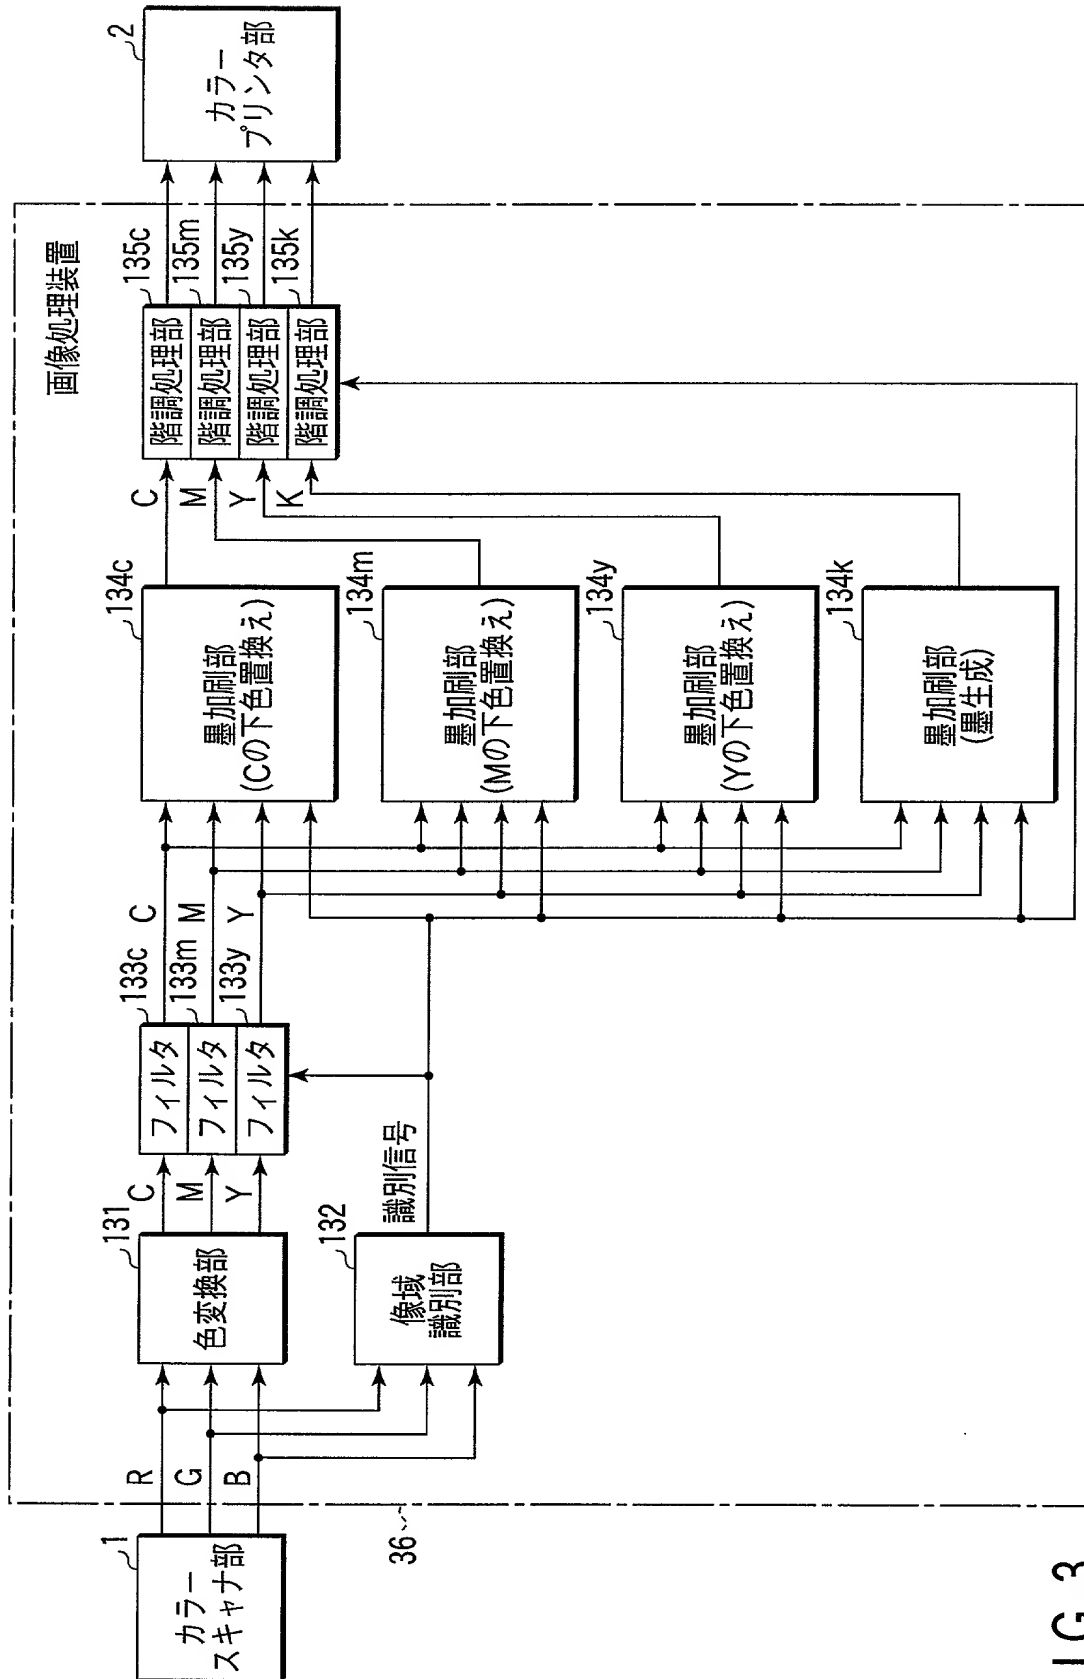 画像処理装置
1
カラー
スキャナ部
36
R
G
B
131
色変換部
132
像域
識別部
識別信号
C
M
Y
133c
フィルタ
133m
フィルタ
133y
フィルタ
C
M
Y
134c
墨加刷部
(Cの下色置換え)
134m
墨加刷部
(Mの下色置換え)
134y
墨加刷部
(Yの下色置換え)
134k
墨加刷部
(墨生成)
C
M
Y
K
135c
階調処理部
135m
階調処理部
135y
階調処理部
135k
階調処理部
2
カラー
プリンタ部
IG. 3